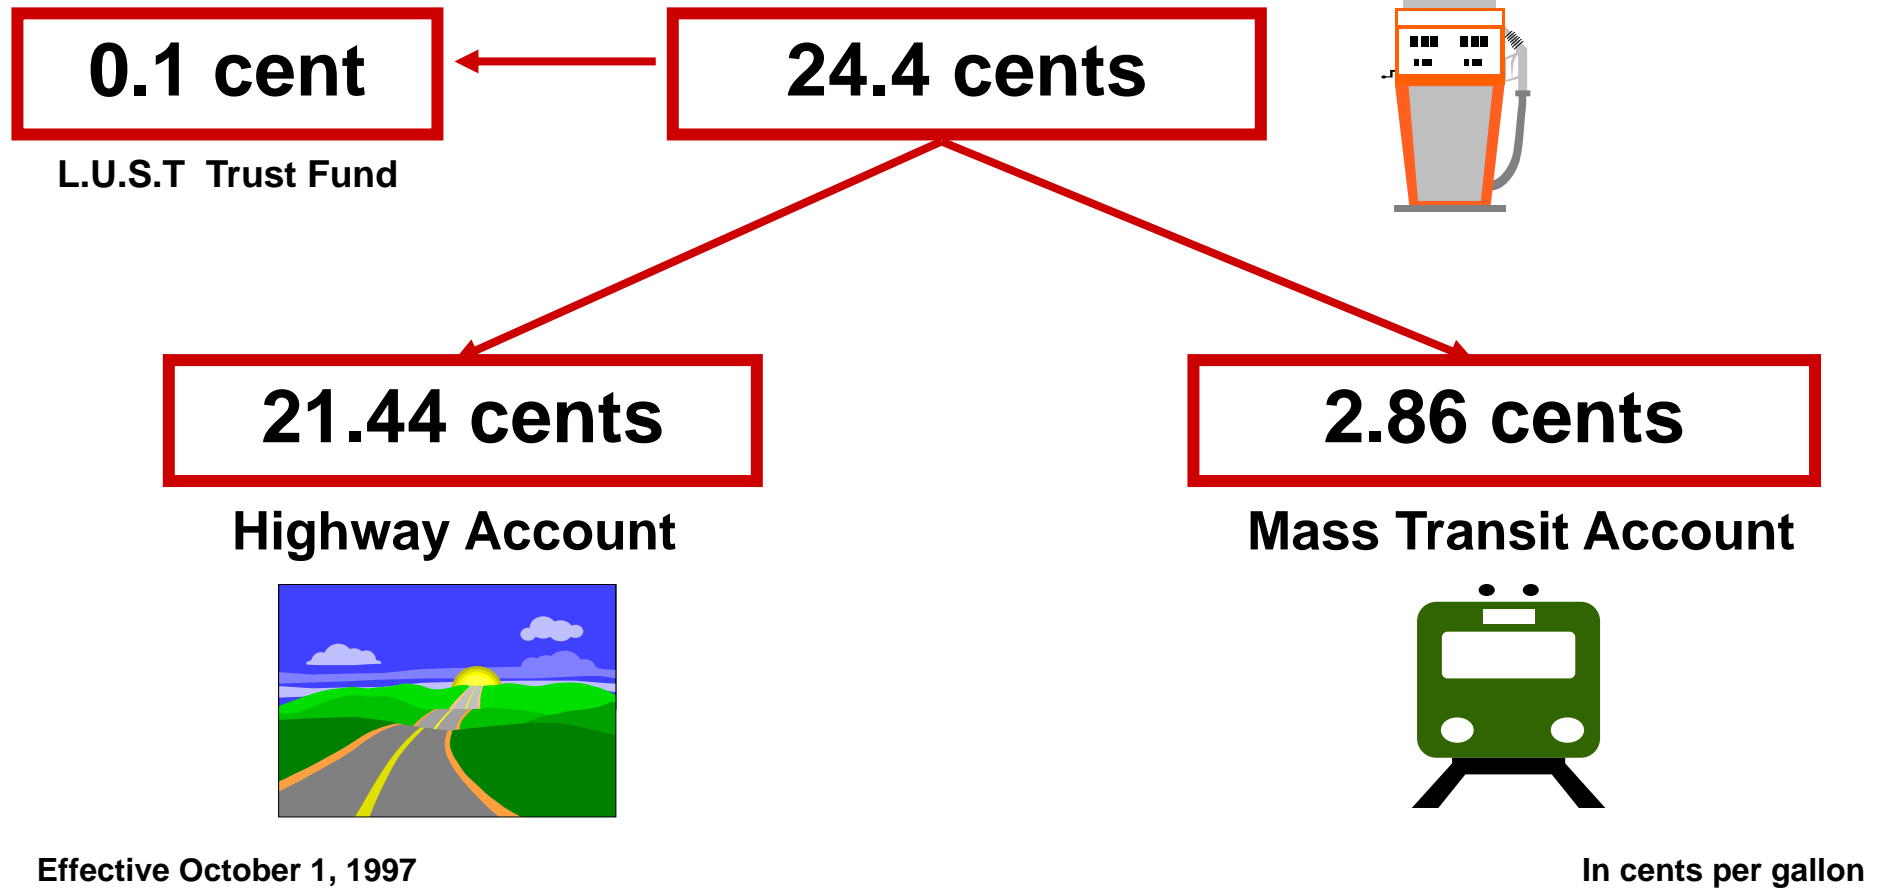 0.1 cent
24.4 cents
L.U.S.T Trust Fund
21.44 cents
2.86 cents
Highway Account
Mass Transit Account
Effective October 1, 1997
In cents per gallon